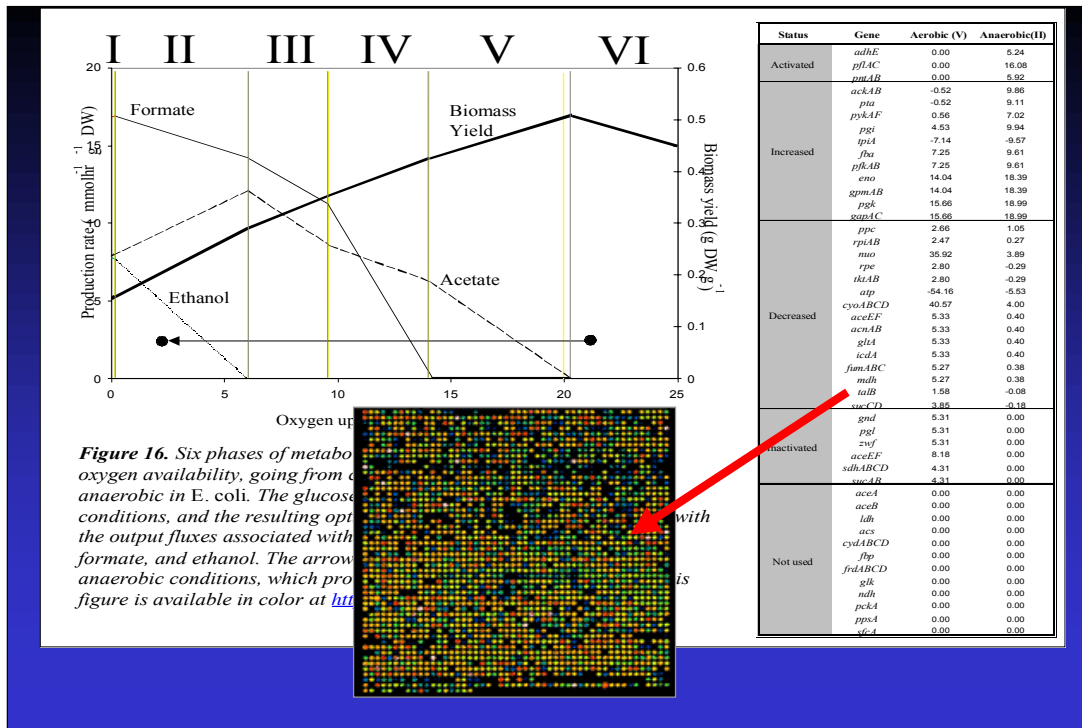 I II III IV V VI
20
15
10
5
0
Production rate ( mmolhr-1 g-1 DW)
Formate
Biomass
Yield
Ethanol
Acetate
0.6
0.5
0.4
0.3
0.2
0.1
0
Biomass yield (g DW/g)-1
0 5 10 15 20 25
Oxygen up
Figure 16. Six phases of metabo
oxygen availability, going from
anaerobic in E. coli. The glucose
conditions, and the resulting opt with
the output fluxes associated with
formate, and ethanol. The arrow
anaerobic conditions, which pro is
figure is available in color at
Status Gene Aerobic (V) Anaerobic(II)
Activated
adhE 0.00 5.24
pflAC 0.00 16.08
pntAB 0.00 5.92
Increased
ackAB -0.52 9.86
pta -0.52 9.11
pykAF 0.56 7.02
pgi 4.53 9.94
tpiA -7.14 -9.57
fba 7.25 9.61
pfkAB 7.25 9.61
eno 14.04 18.39
gpmAB 14.04 18.39
pgk 15.66 18.99
gapAC 15.66 18.99
Decreased
ppc 2.66 1.05
rpiAB 2.47 0.27
nuo 35.92 3.89
rpe 2.80 -0.29
tktAB 2.80 -0.29
atp -54.16 -5.53
cyoABCD 40.57 4.00
aceEF 5.33 0.40
acnAB 5.33 0.40
gltA 5.33 0.40
icdA 5.33 0.40
fumABC 5.27 0.38
mdh 5.27 0.38
talB 1.58 -0.08
sucCD 3.85 -0.18
Inactivated
gnd 5.31 0.00
pgl 5.31 0.00
zwf 5.31 0.00
aceEF 8.18 0.00
sdhABCD 4.31 0.00
sucAB 4.31 0.00
Not used
aceA 0.00 0.00
aceB 0.00 0.00
ldh 0.00 0.00
acs 0.00 0.00
cydABCD 0.00 0.00
fbp 0.00 0.00
frdABCD 0.00 0.00
glk 0.00 0.00
ndh 0.00 0.00
pckA 0.00 0.00
ppsA 0.00 0.00
sfcA 0.00 0.00